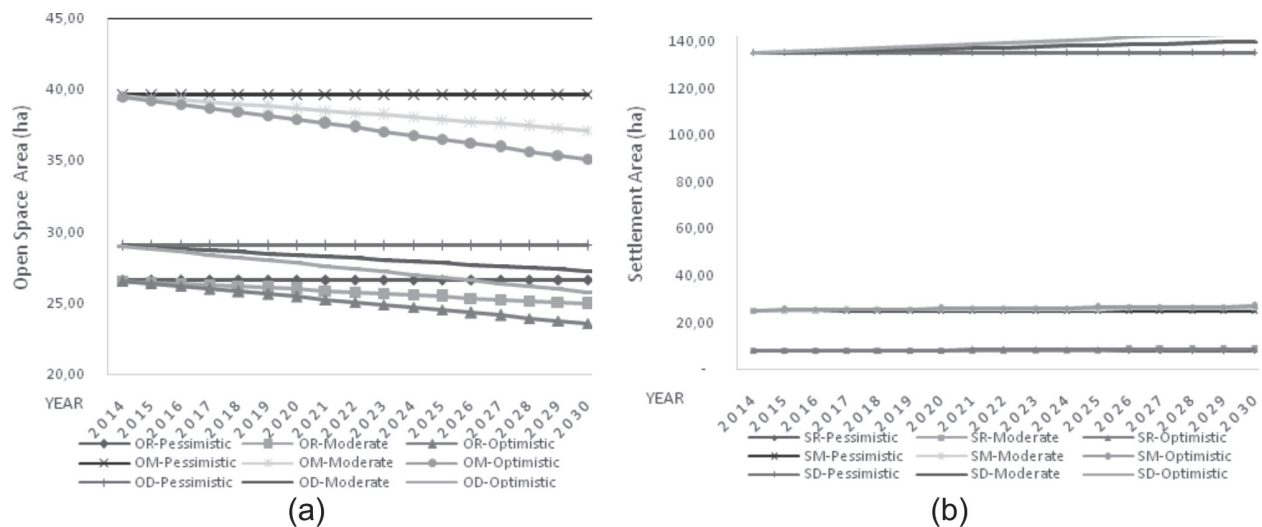 45,00
40,00
35,00
30,00
25,00
20,00
Open Space Area (ha)
YEAR
2014 2015 2016 2017 2018 2019 2020 2021 2022 2023 2024 2025 2026 2027 2028 2029 2030
OR-Pessimistic OR-Moderate OR-Optimistic
OM-Pessimistic OM-Moderate OM-Optimistic
OD-Pessimistic OD-Moderate OD-Optimistic
(a)
140,00
120,00
100,00
80,00
60,00
40,00
20,00
-
Settlement Area (ha)
YEAR
2014 2015 2016 2017 2018 2019 2020 2021 2022 2023 2024 2025 2026 2027 2028 2029 2030
SR-Pessimistic SR-Moderate SR-Optimistic
SM-Pessimistic SM-Moderate SM-Optimistic
SD-Pessimistic SD-Moderate SD-Optimistic
(b)